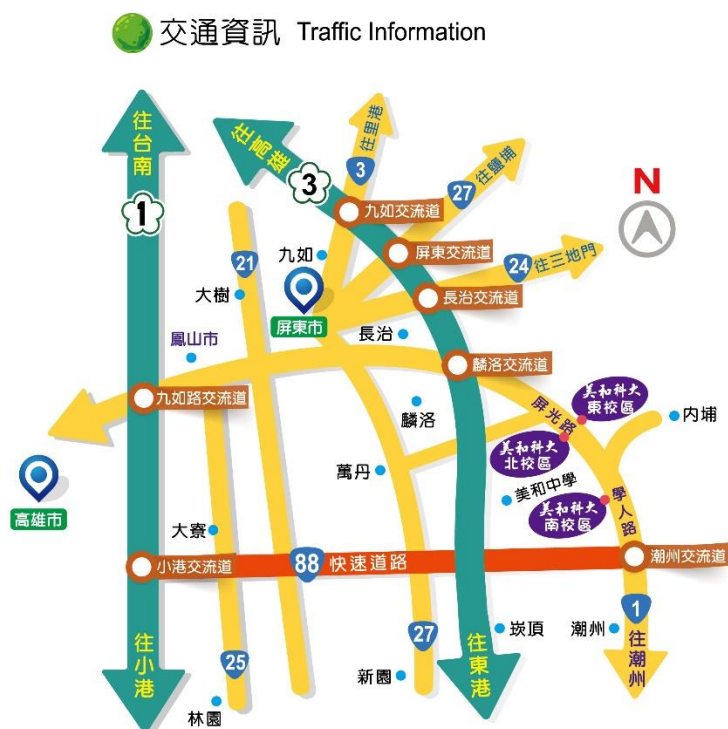 交通資訊 Traffic Information
往台南
往高雄
往里港
往鹽埔
N
1
3
3
27
九如交流道
屏東交流道
24
往三地門
21
九如
大樹
長治交流道
屏東市
鳳山市
長治
麟洛交流道
九如路交流道
麟洛
屏光路
美和科大
東校區
內埔
美和科大
北校區
萬丹
美和中學
美和科大
南校區
學人路
高雄市
大寮
小港交流道
88
快速道路
潮州交流道
往小港
25
27
往東港
崁頂
潮州
1
往潮州
新園
林園